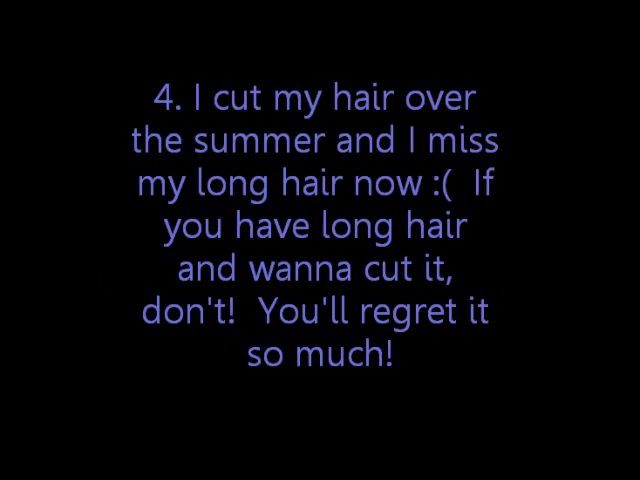 4. I cut my hair over
the summer and I miss
my long hair now :(  If
you have long hair
and wanna cut it,
don't!  You'll regret it
so much!